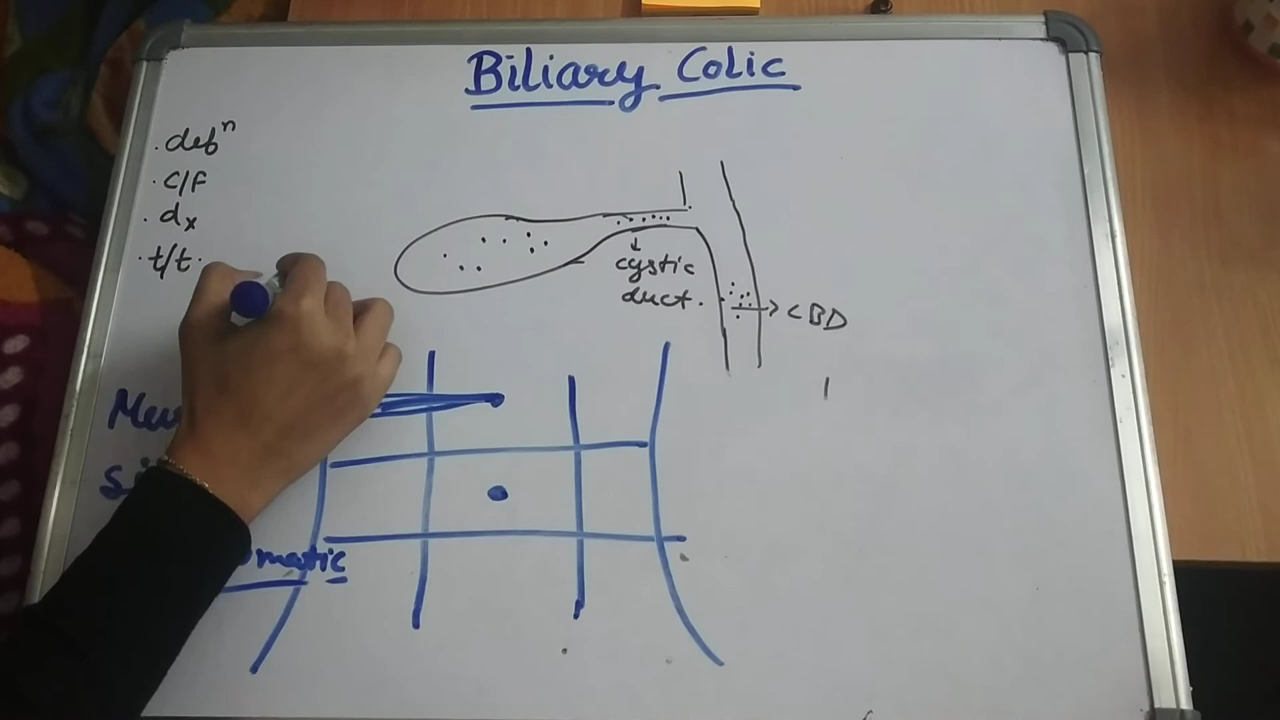 Biliary Colic
. defⁿ
. C/F
. dx
. t/t.
cystic
duct.
CBD